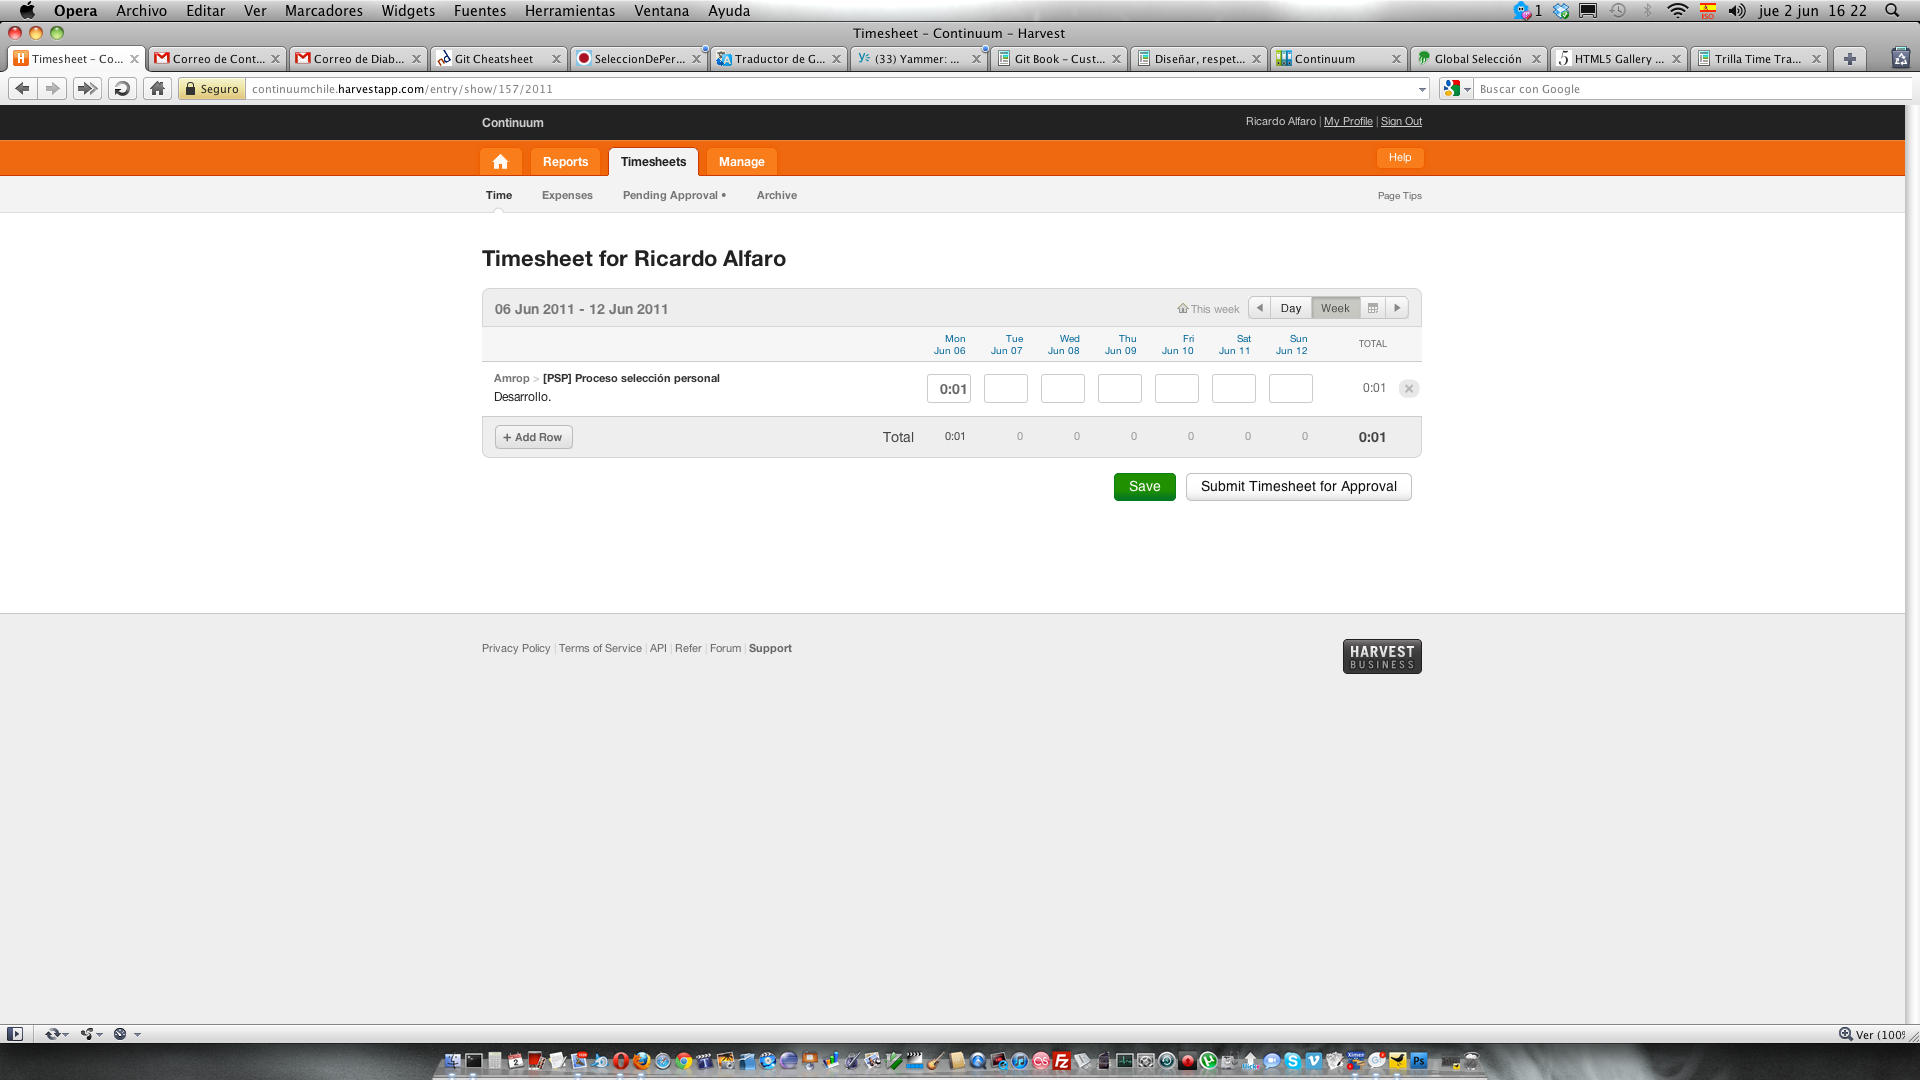 Opera Archivo Editar Ver Marcadores Widgets Fuentes Herramientas Ventana Ayuda 1 ISO jue 2 jun 16 22
Timesheet – Continuum – Harvest
Timesheet – Co... Correo de Cont... Correo de Diab... Git Cheatsheet SeleccionDePer... Traductor de G... (33) Yammer: ... Git Book – Cust... Diseñar, respet... Continuum Global Selección HTML5 Gallery ... Trilla Time Tra...
Seguro continuumchile.harvestapp.com/entry/show/157/2011 Buscar con Google
Continuum Ricardo Alfaro | My Profile | Sign Out
Reports Timesheets Manage Help
Time Expenses Pending Approval • Archive Page Tips
Timesheet for Ricardo Alfaro
06 Jun 2011 - 12 Jun 2011 This week Day Week
Mon Tue Wed Thu Fri Sat Sun
Jun 06 Jun 07 Jun 08 Jun 09 Jun 10 Jun 11 Jun 12 TOTAL
Amrop > [PSP] Proceso selección personal
Desarrollo.
0:01 0:01
+ Add Row Total 0:01 0 0 0 0 0 0 0:01
Save Submit Timesheet for Approval
Privacy Policy | Terms of Service | API | Refer | Forum | Support
HARVEST
BUSINESS
Ver (100%